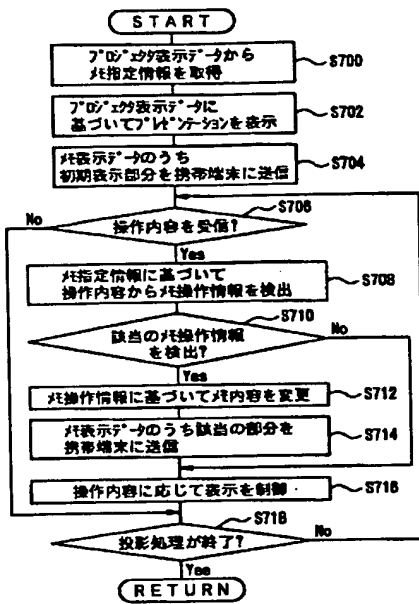 START
ﾌﾟﾛｼﾞｪｸﾀ表示ﾃﾞｰﾀから
ﾒﾓ指定情報を取得
S700
ﾌﾟﾛｼﾞｪｸﾀ表示ﾃﾞｰﾀに
基づいてﾌﾟﾚｾﾞﾝﾃｰｼｮﾝを表示
S702
ﾒﾓ表示ﾃﾞｰﾀのうち
初期表示部分を携帯端末に送信
S704
S706
No
操作内容を受信?
Yes
ﾒﾓ指定情報に基づいて
操作内容からﾒﾓ操作情報を検出
S708
S710
該当のﾒﾓ操作情報
を検出?
No
Yes
ﾒﾓ操作情報に基づいてﾒﾓ内容を変更
S712
ﾒﾓ表示ﾃﾞｰﾀのうち該当の部分を
携帯端末に送信
S714
操作内容に応じて表示を制御
S716
S718
投影処理が終了?
No
Yes
RETURN